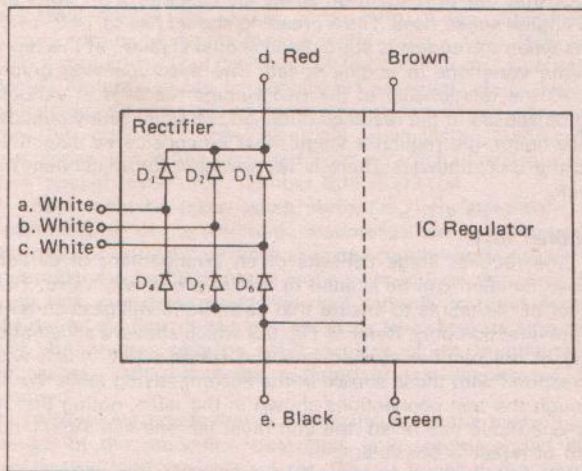 d. Red
Brown
Rectifier
D1 D2 D3
a. White
b. White
c. White
IC Regulator
D4 D5 D6
e. Black
Green